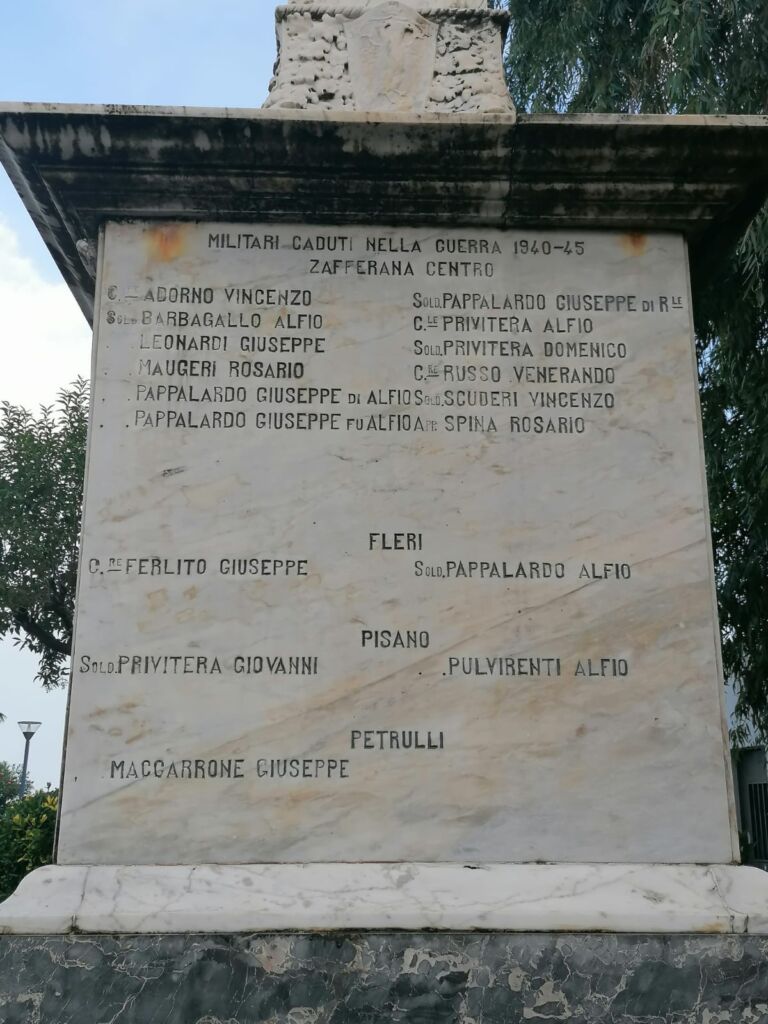 MILITARI CADUTI NELLA GUERRA 1940-45
ZAFFERANA CENTRO
C.LE ADORNO VINCENZO
SOLD. BARBAGALLO ALFIO
. LEONARDI GIUSEPPE
. . MAUGERI ROSARIO
. . PAPPALARDO GIUSEPPE DI ALFIO
. . PAPPALARDO GIUSEPPE FU ALFIO
SOLD. PAPPALARDO GIUSEPPE DI R.LE
C.LE PRIVITERA ALFIO
SOLD. PRIVITERA DOMENICO
C.RE RUSSO VENERANDO
SOLD. SCUDERI VINCENZO
APP. SPINA ROSARIO
FLERI
C.RE FERLITO GIUSEPPE
SOLD. PAPPALARDO ALFIO
PISANO
SOLD. PRIVITERA GIOVANNI
. . PULVIRENTI ALFIO
PETRULLI
. MACCARRONE GIUSEPPE